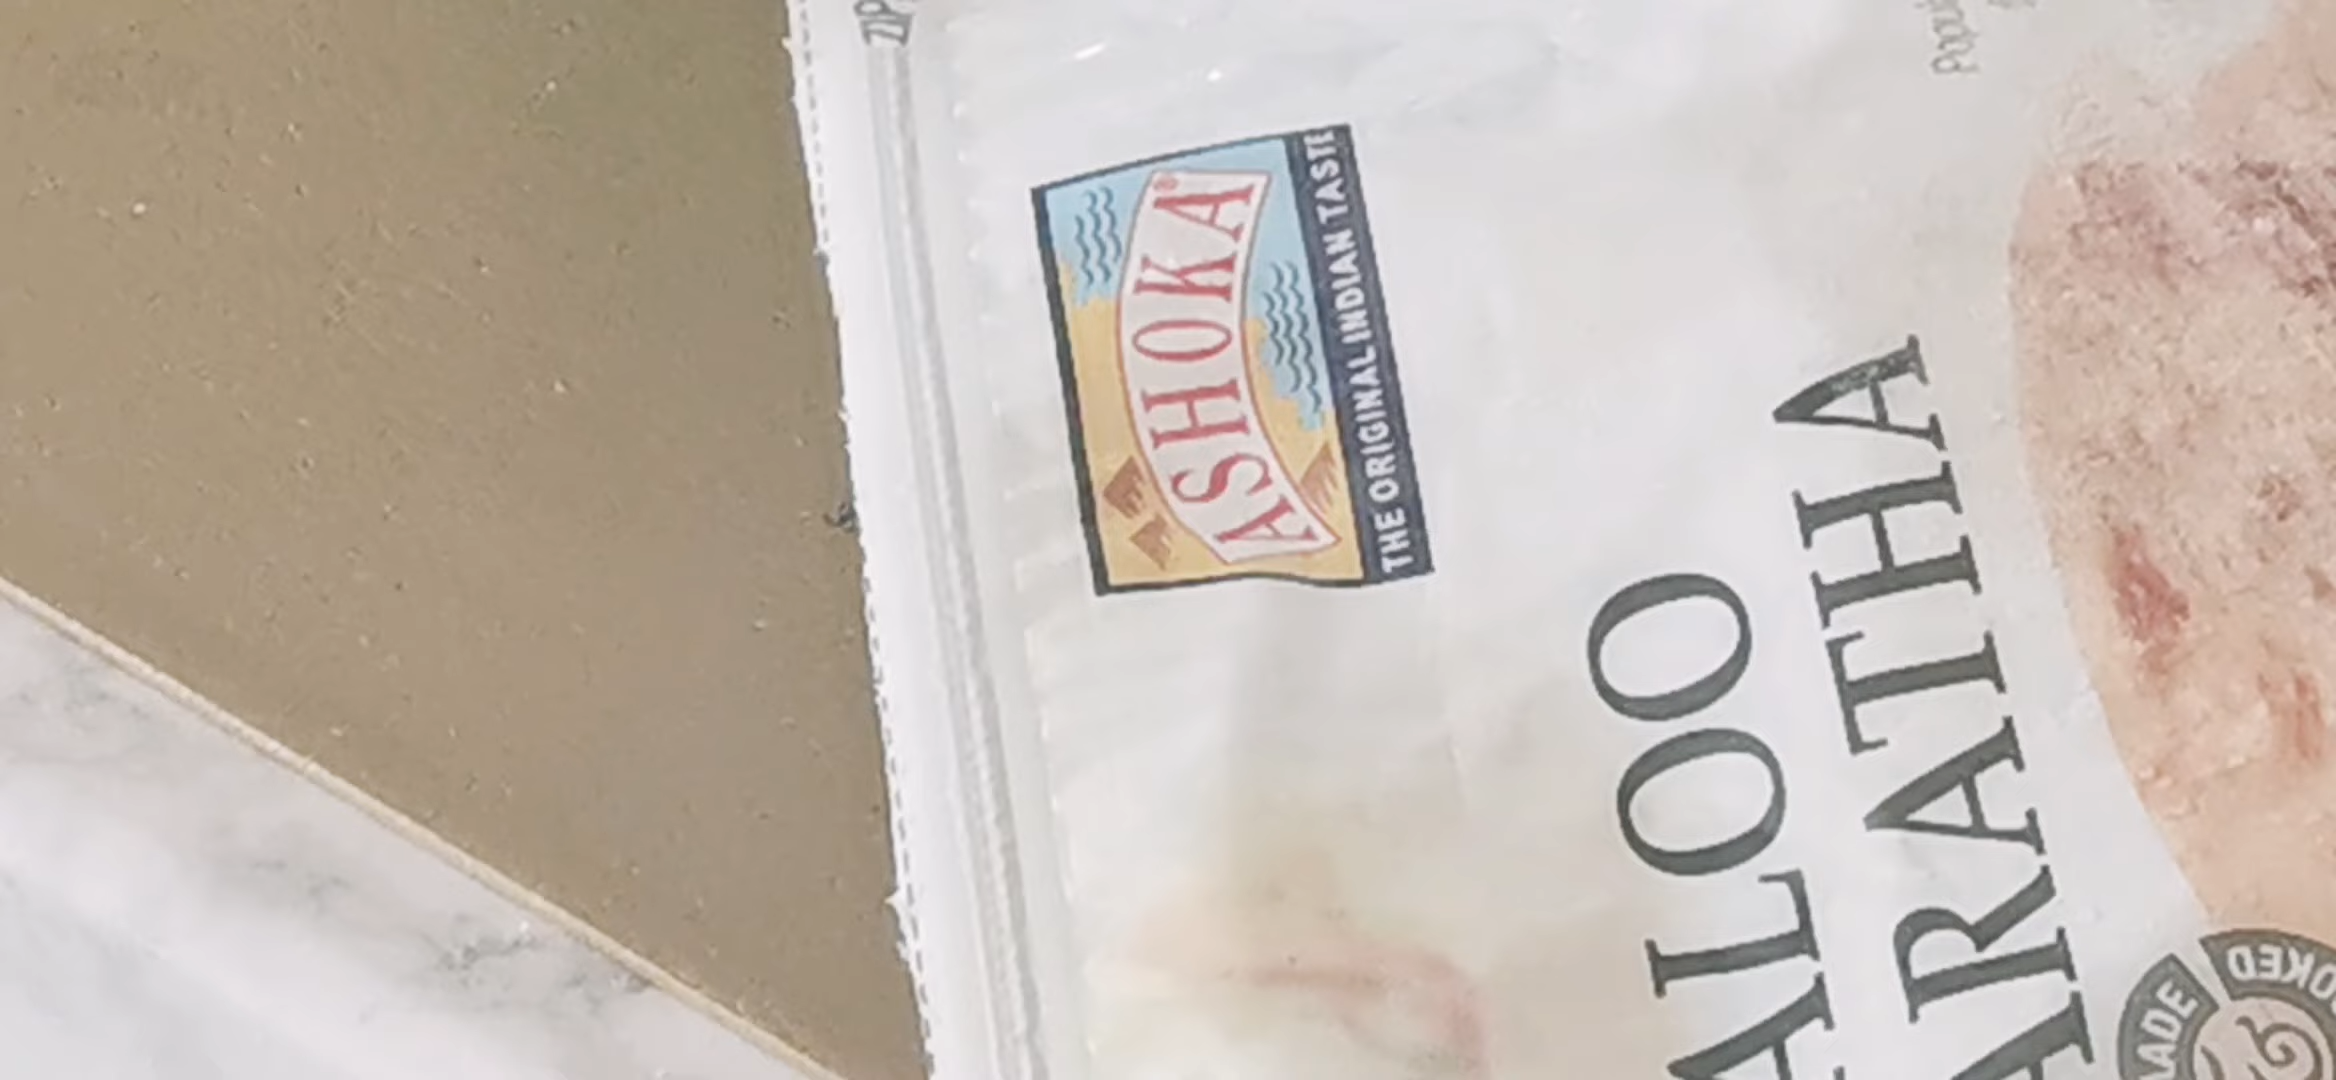 ASHOKA®
THE ORIGINAL INDIAN TASTE
ALOO
ARATHA